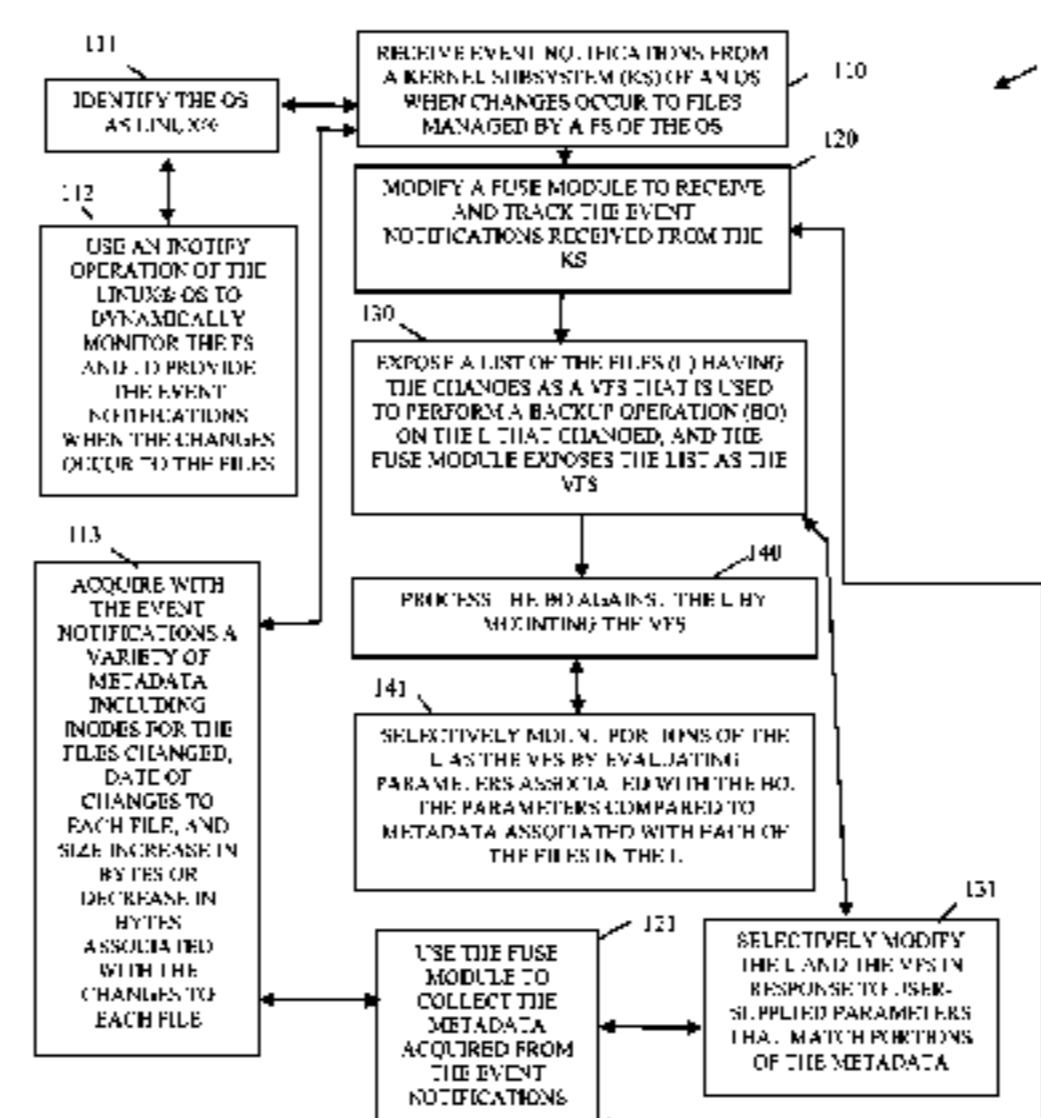 111
IDENTIFY THE OS
AS LINUX®
112
USE AN INOTIFY
OPERATION OF THE
LINUX® OS TO
DYNAMICALLY
MONITOR THE FS
AND
PROVIDE
THE EVENT
NOTIFICATIONS
WHEN THE CHANGES
OCCUR TO THE FILES
113
ACQUIRE WITH
THE EVENT
NOTIFICATIONS A
VARIETY OF
METADATA
INCLUDING
INODES FOR THE
FILES CHANGED,
DATE OF
CHANGES TO
EACH FILE, AND
SIZE INCREASE IN
BYTES OR
DECREASE IN
BYTES
ASSOCIATED
WITH THE
CHANGES TO
EACH FILE
RECEIVE EVENT NOTIFICATIONS FROM
A KERNEL SUBSYSTEM (KS) OF AN OS
WHEN CHANGES OCCUR TO FILES
MANAGED BY A FS OF THE OS
110
120
MODIFY A FUSE MODULE TO RECEIVE
AND TRACK THE EVENT
NOTIFICATIONS RECEIVED FROM THE
KS
130
EXPOSE A LIST OF THE FILES (L) HAVING
THE CHANGES AS A VFS THAT IS USED
TO PERFORM A BACKUP OPERATION (BO)
ON THE L THAT CHANGED, AND THE
FUSE MODULE EXPOSES THE LIST AS THE
VFS
140
PROCESS THE BO AGAINST THE L BY
MOUNTING THE VFS
141
SELECTIVELY MOUNT PORTIONS OF THE
L AS THE VFS BY EVALUATING
PARAMETERS ASSOCIATED WITH THE BO,
THE PARAMETERS COMPARED TO
METADATA ASSOCIATED WITH EACH OF
THE FILES IN THE L
121
USE THE FUSE
MODULE TO
COLLECT THE
METADATA
ACQUIRED FROM
THE EVENT
NOTIFICATIONS
131
SELECTIVELY MODIFY
THE L AND THE VFS IN
RESPONSE TO USER-
SUPPLIED PARAMETERS
THAT MATCH PORTIONS
OF THE METADATA